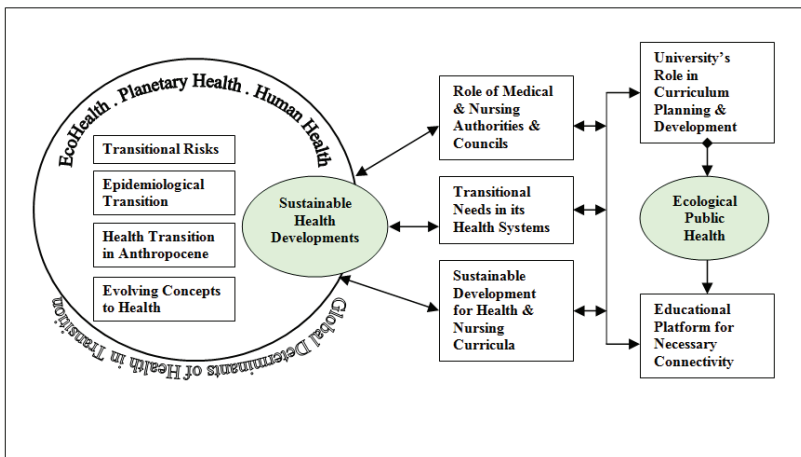 EcoHealth . Planetary Health . Human Health
Transitional Risks
Epidemiological
Transition
Health Transition
in Anthropocene
Evolving Concepts
to Health
Global Determinants of Health in Transition
Sustainable
Health
Developments
Role of Medical
& Nursing
Authorities &
Councils
Transitional
Needs in its
Health Systems
Sustainable
Development
for Health &
Nursing
Curricula
University's
Role in
Curriculum
Planning &
Development
Ecological
Public
Health
Educational
Platform for
Necessary
Connectivity